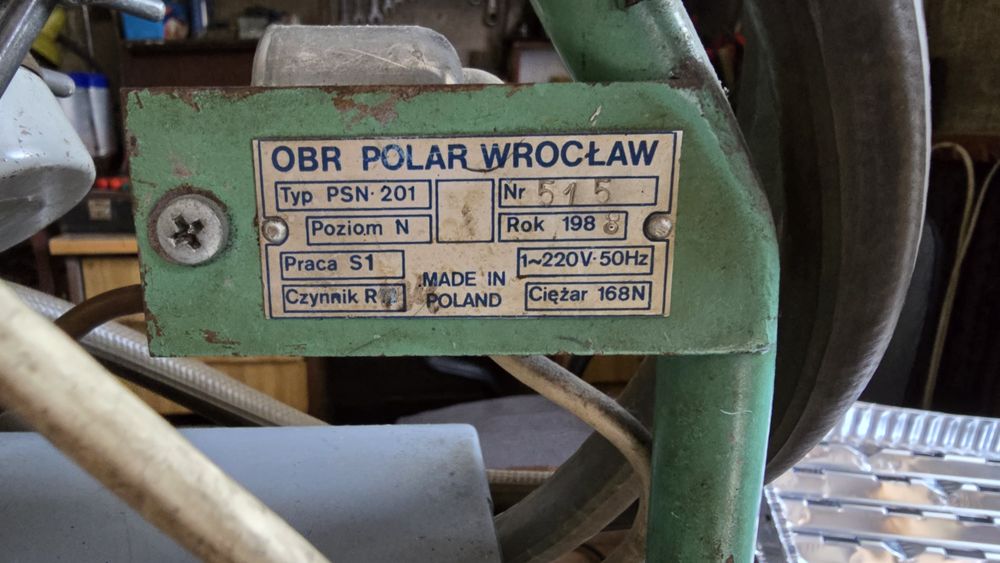 OBR POLAR WROCŁAW
Typ PSN·201
Nr 515
Poziom N
Rok 1988
Praca S1
1~220V·50Hz
Czynnik R
MADE IN POLAND
Ciężar 168N